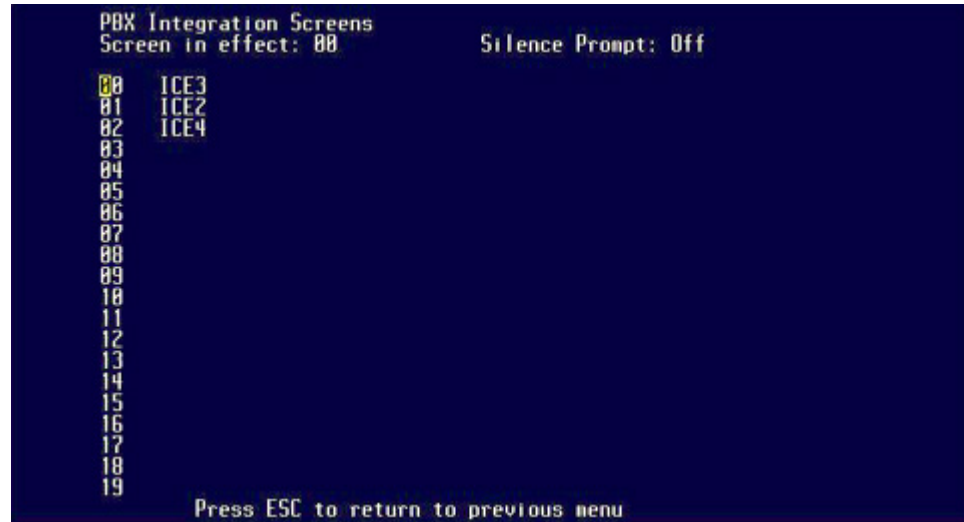 PBX Integration Screens
Screen in effect: 00 Silence Prompt: Off
00 ICE3
01 ICE2
02 ICE4
03
04
05
06
07
08
09
10
11
12
13
14
15
16
17
18
19
Press ESC to return to previous menu